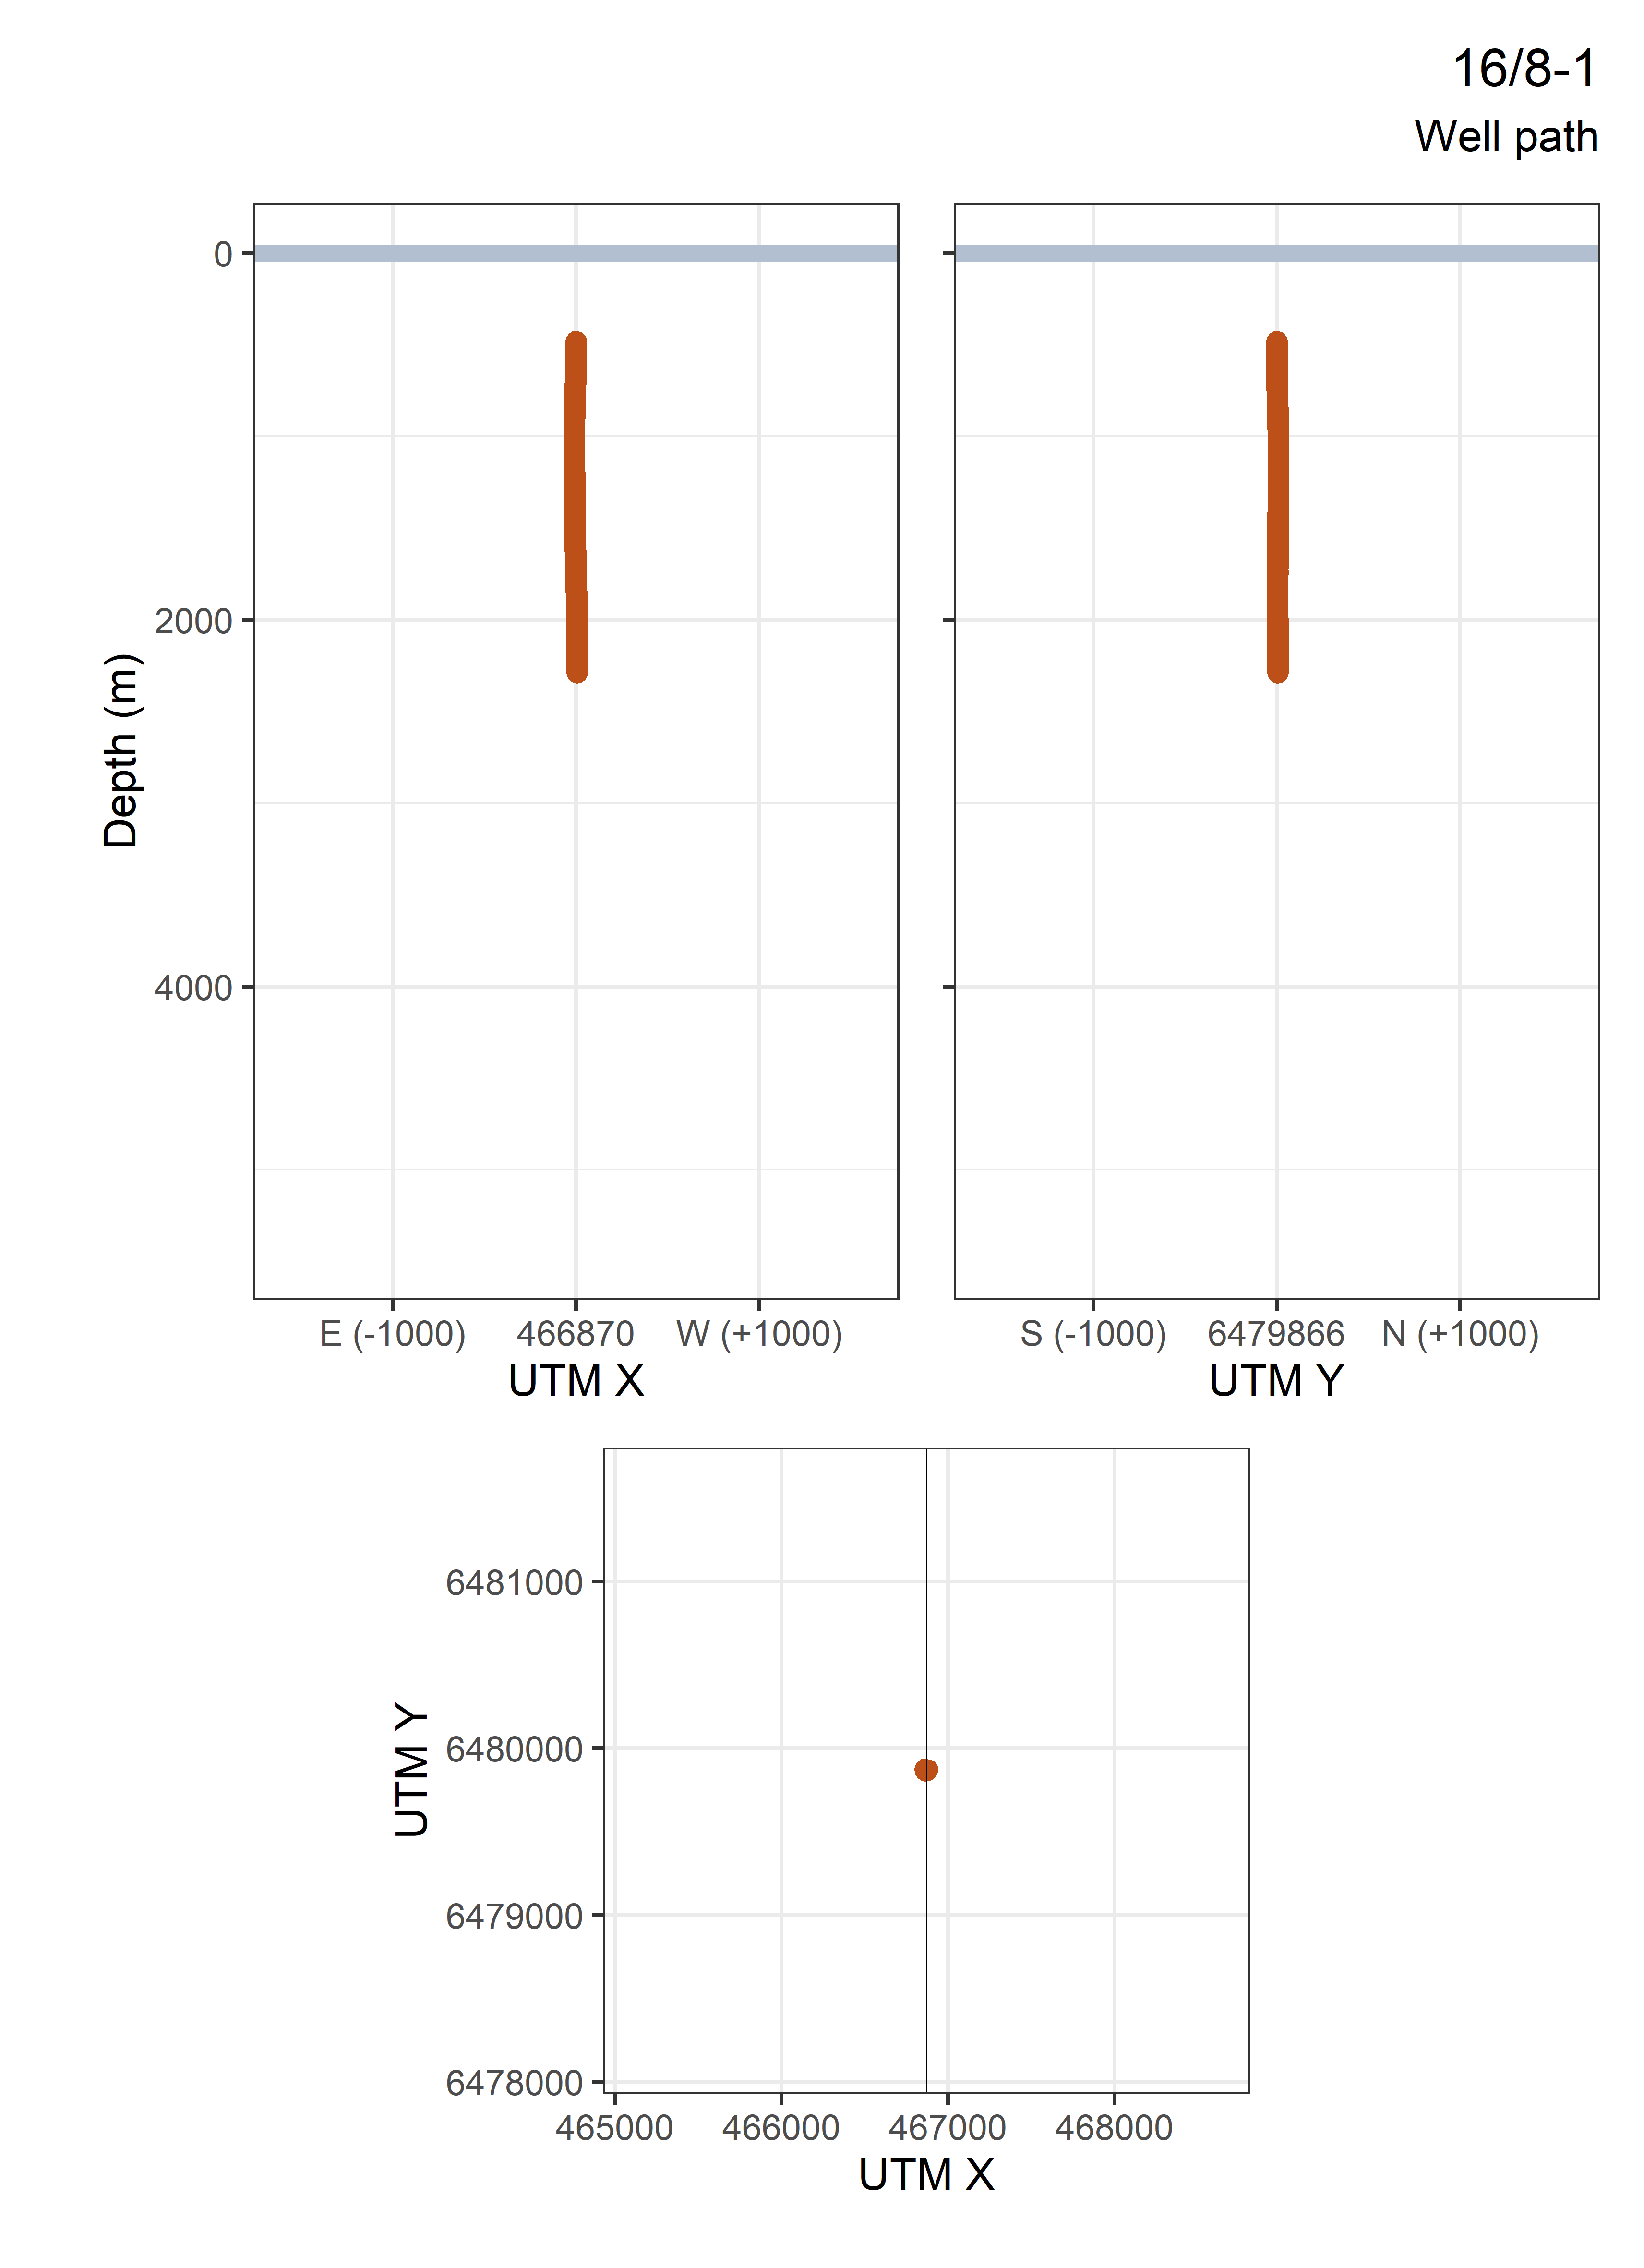 16/8-1
Well path
0
2000
4000
Depth (m)
E (-1000) 466870 W (+1000)
UTM X
S (-1000) 6479866 N (+1000)
UTM Y
6481000
6480000
6479000
6478000
UTM Y
465000 466000 467000 468000
UTM X